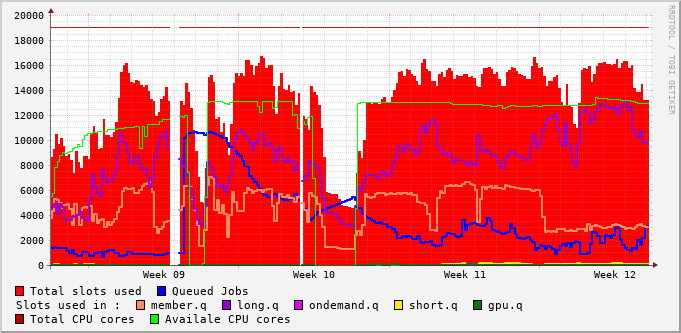 20000
18000
16000
14000
12000
10000
8000
6000
4000
2000
0
Week 09 Week 10 Week 11 Week 12
RRDTOOL / TOBI OETIKER
Total slots used Queued Jobs
Slots used in : member.q long.q ondemand.q short.q gpu.q
Total CPU cores Availale CPU cores